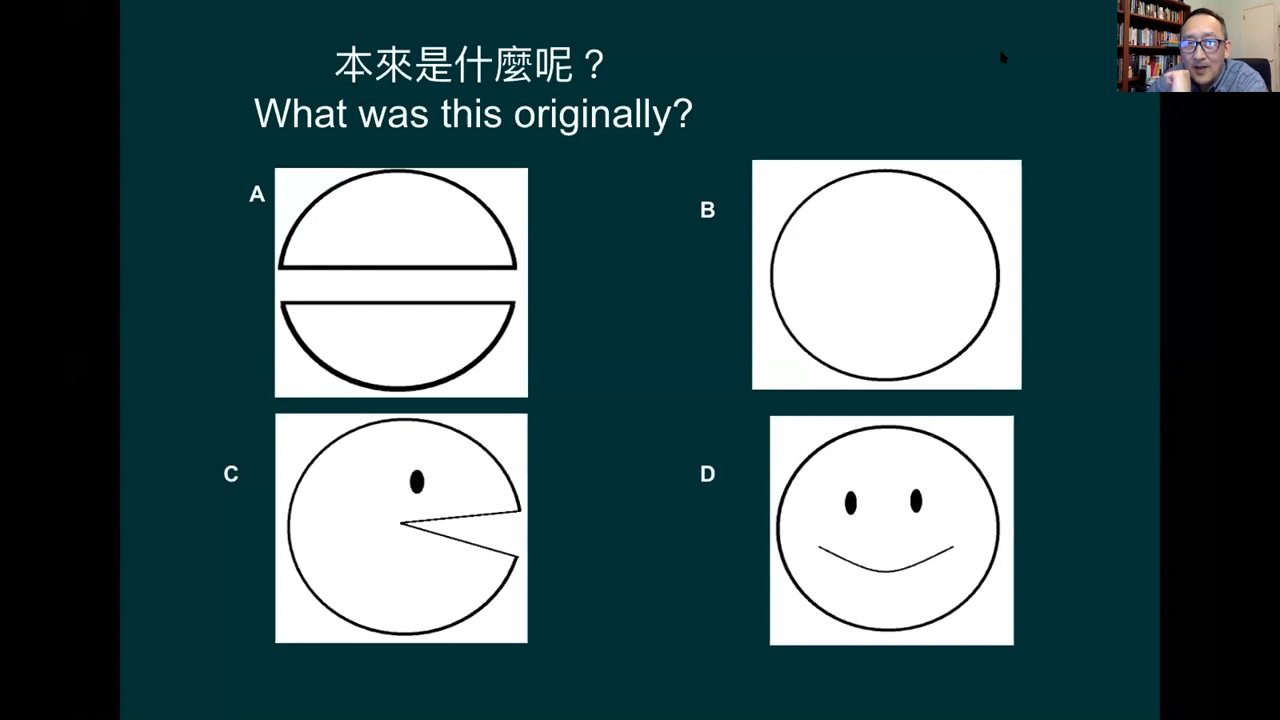 本來是什麼呢？
What was this originally?
A
B
C
D